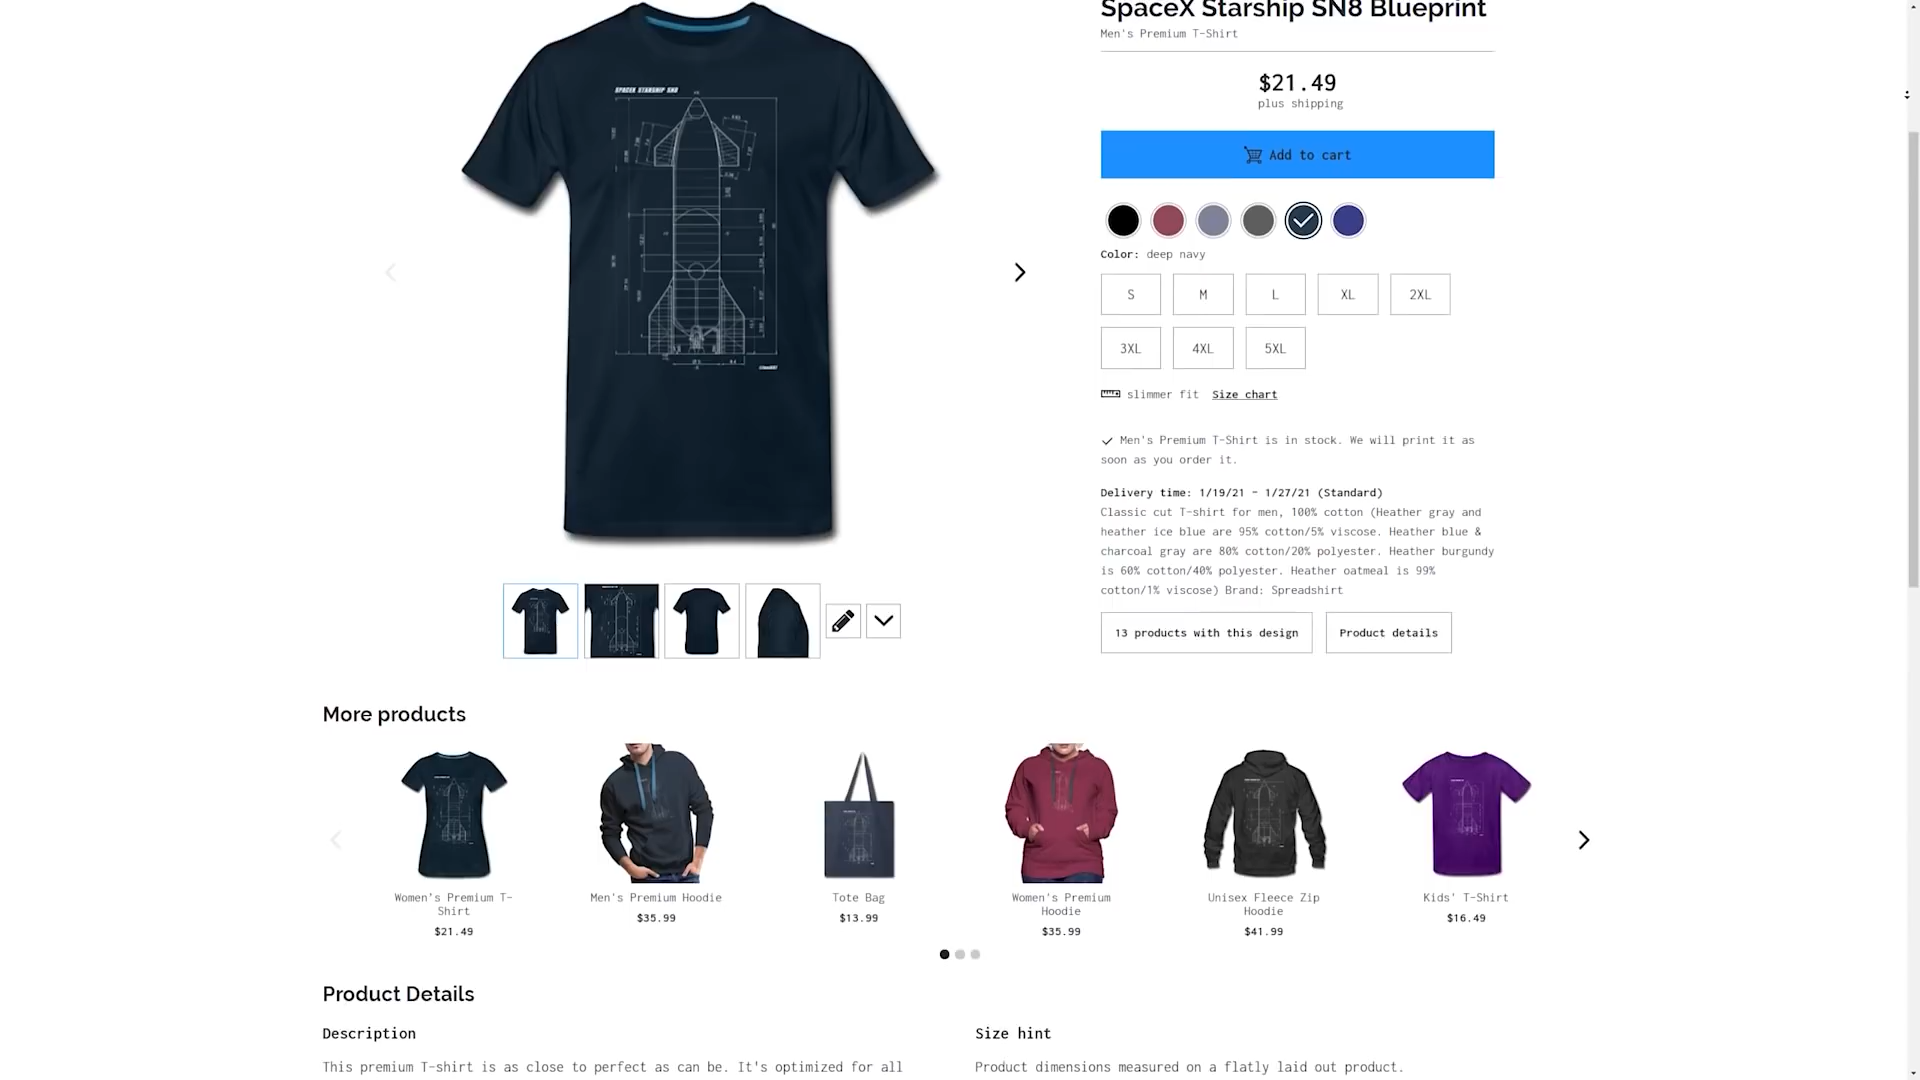 SpaceX Starship SN8 Blueprint
Men's Premium T-Shirt
$21.49
plus shipping
Add to cart
Color: deep navy
S
M
L
XL
2XL
3XL
4XL
5XL
slimmer fit Size chart
Men's Premium T-Shirt is in stock. We will print it as
soon as you order it.
Delivery time: 1/19/21 - 1/27/21 (Standard)
Classic cut T-shirt for men, 100% cotton (Heather gray and
heather ice blue are 95% cotton/5% viscose. Heather blue &
charcoal gray are 80% cotton/20% polyester. Heather burgundy
is 60% cotton/40% polyester. Heather oatmeal is 99%
cotton/1% viscose) Brand: Spreadshirt
13 products with this design
Product details
SPACEX STARSHIP SN8
More products
Women's Premium T-
Shirt
$21.49
Men's Premium Hoodie
$35.99
Tote Bag
$13.99
Women's Premium
Hoodie
$35.99
Unisex Fleece Zip
Hoodie
$41.99
Kids' T-Shirt
$16.49
Product Details
Description
This premium T-shirt is as close to perfect as can be. It's optimized for all
Size hint
Product dimensions measured on a flatly laid out product.